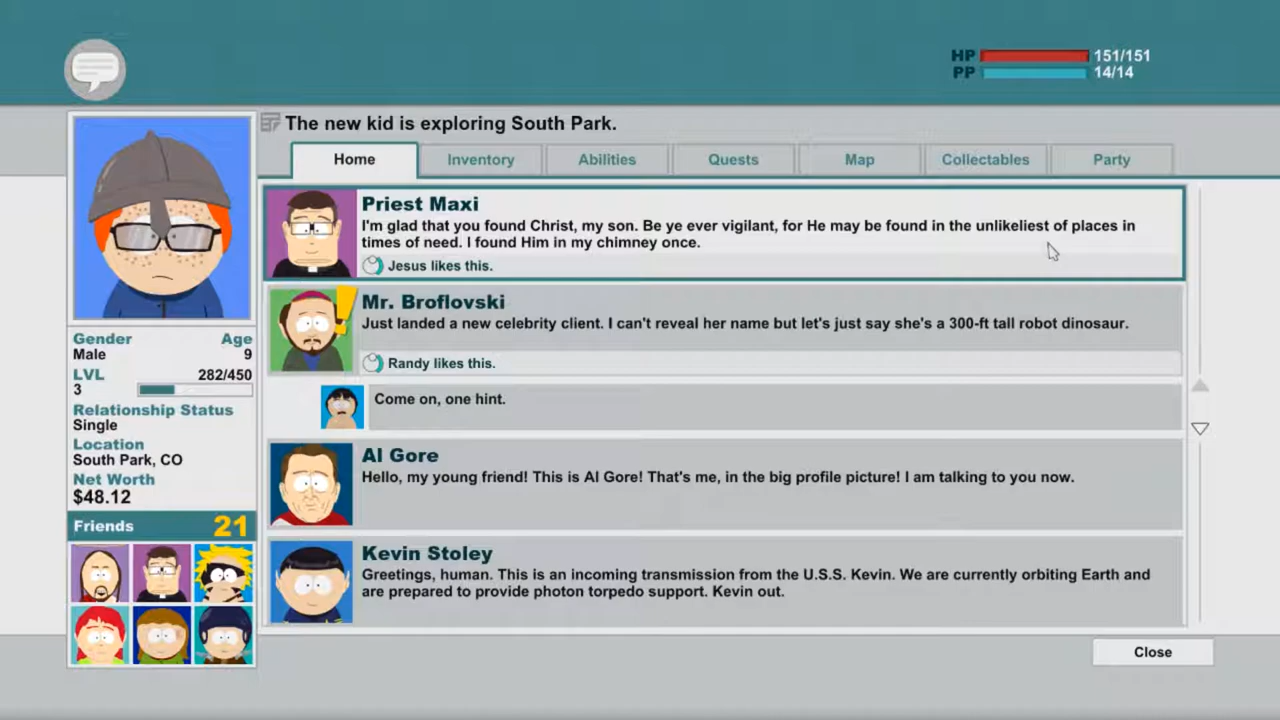 HP 151/151
PP 14/14
The new kid is exploring South Park.
Home Inventory Abilities Quests Map Collectables Party
Priest Maxi
I'm glad that you found Christ, my son. Be ye ever vigilant, for He may be found in the unlikeliest of places in
times of need. I found Him in my chimney once.
Jesus likes this.
Mr. Broflovski
Just landed a new celebrity client. I can't reveal her name but let's just say she's a 300-ft tall robot dinosaur.
Randy likes this.
Come on, one hint.
Al Gore
Hello, my young friend! This is Al Gore! That's me, in the big profile picture! I am talking to you now.
Kevin Stoley
Greetings, human. This is an incoming transmission from the U.S.S. Kevin. We are currently orbiting Earth and
are prepared to provide photon torpedo support. Kevin out.
Gender Age
Male 9
LVL 282/450
3
Relationship Status
Single
Location
South Park, CO
Net Worth
$48.12
Friends 21
Close